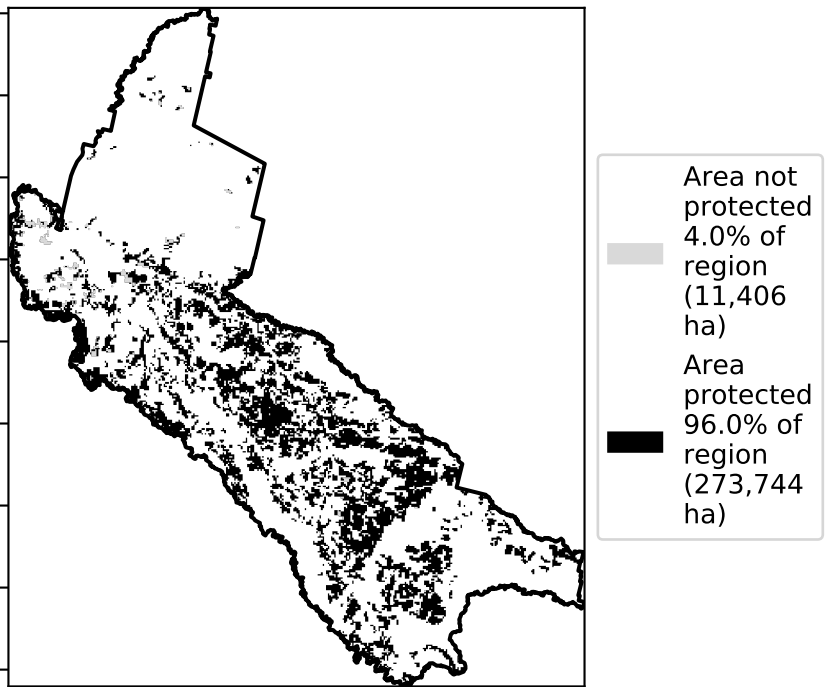 Area not
protected
4.0% of
region
(11,406
ha)
Area
protected
96.0% of
region
(273,744
ha)